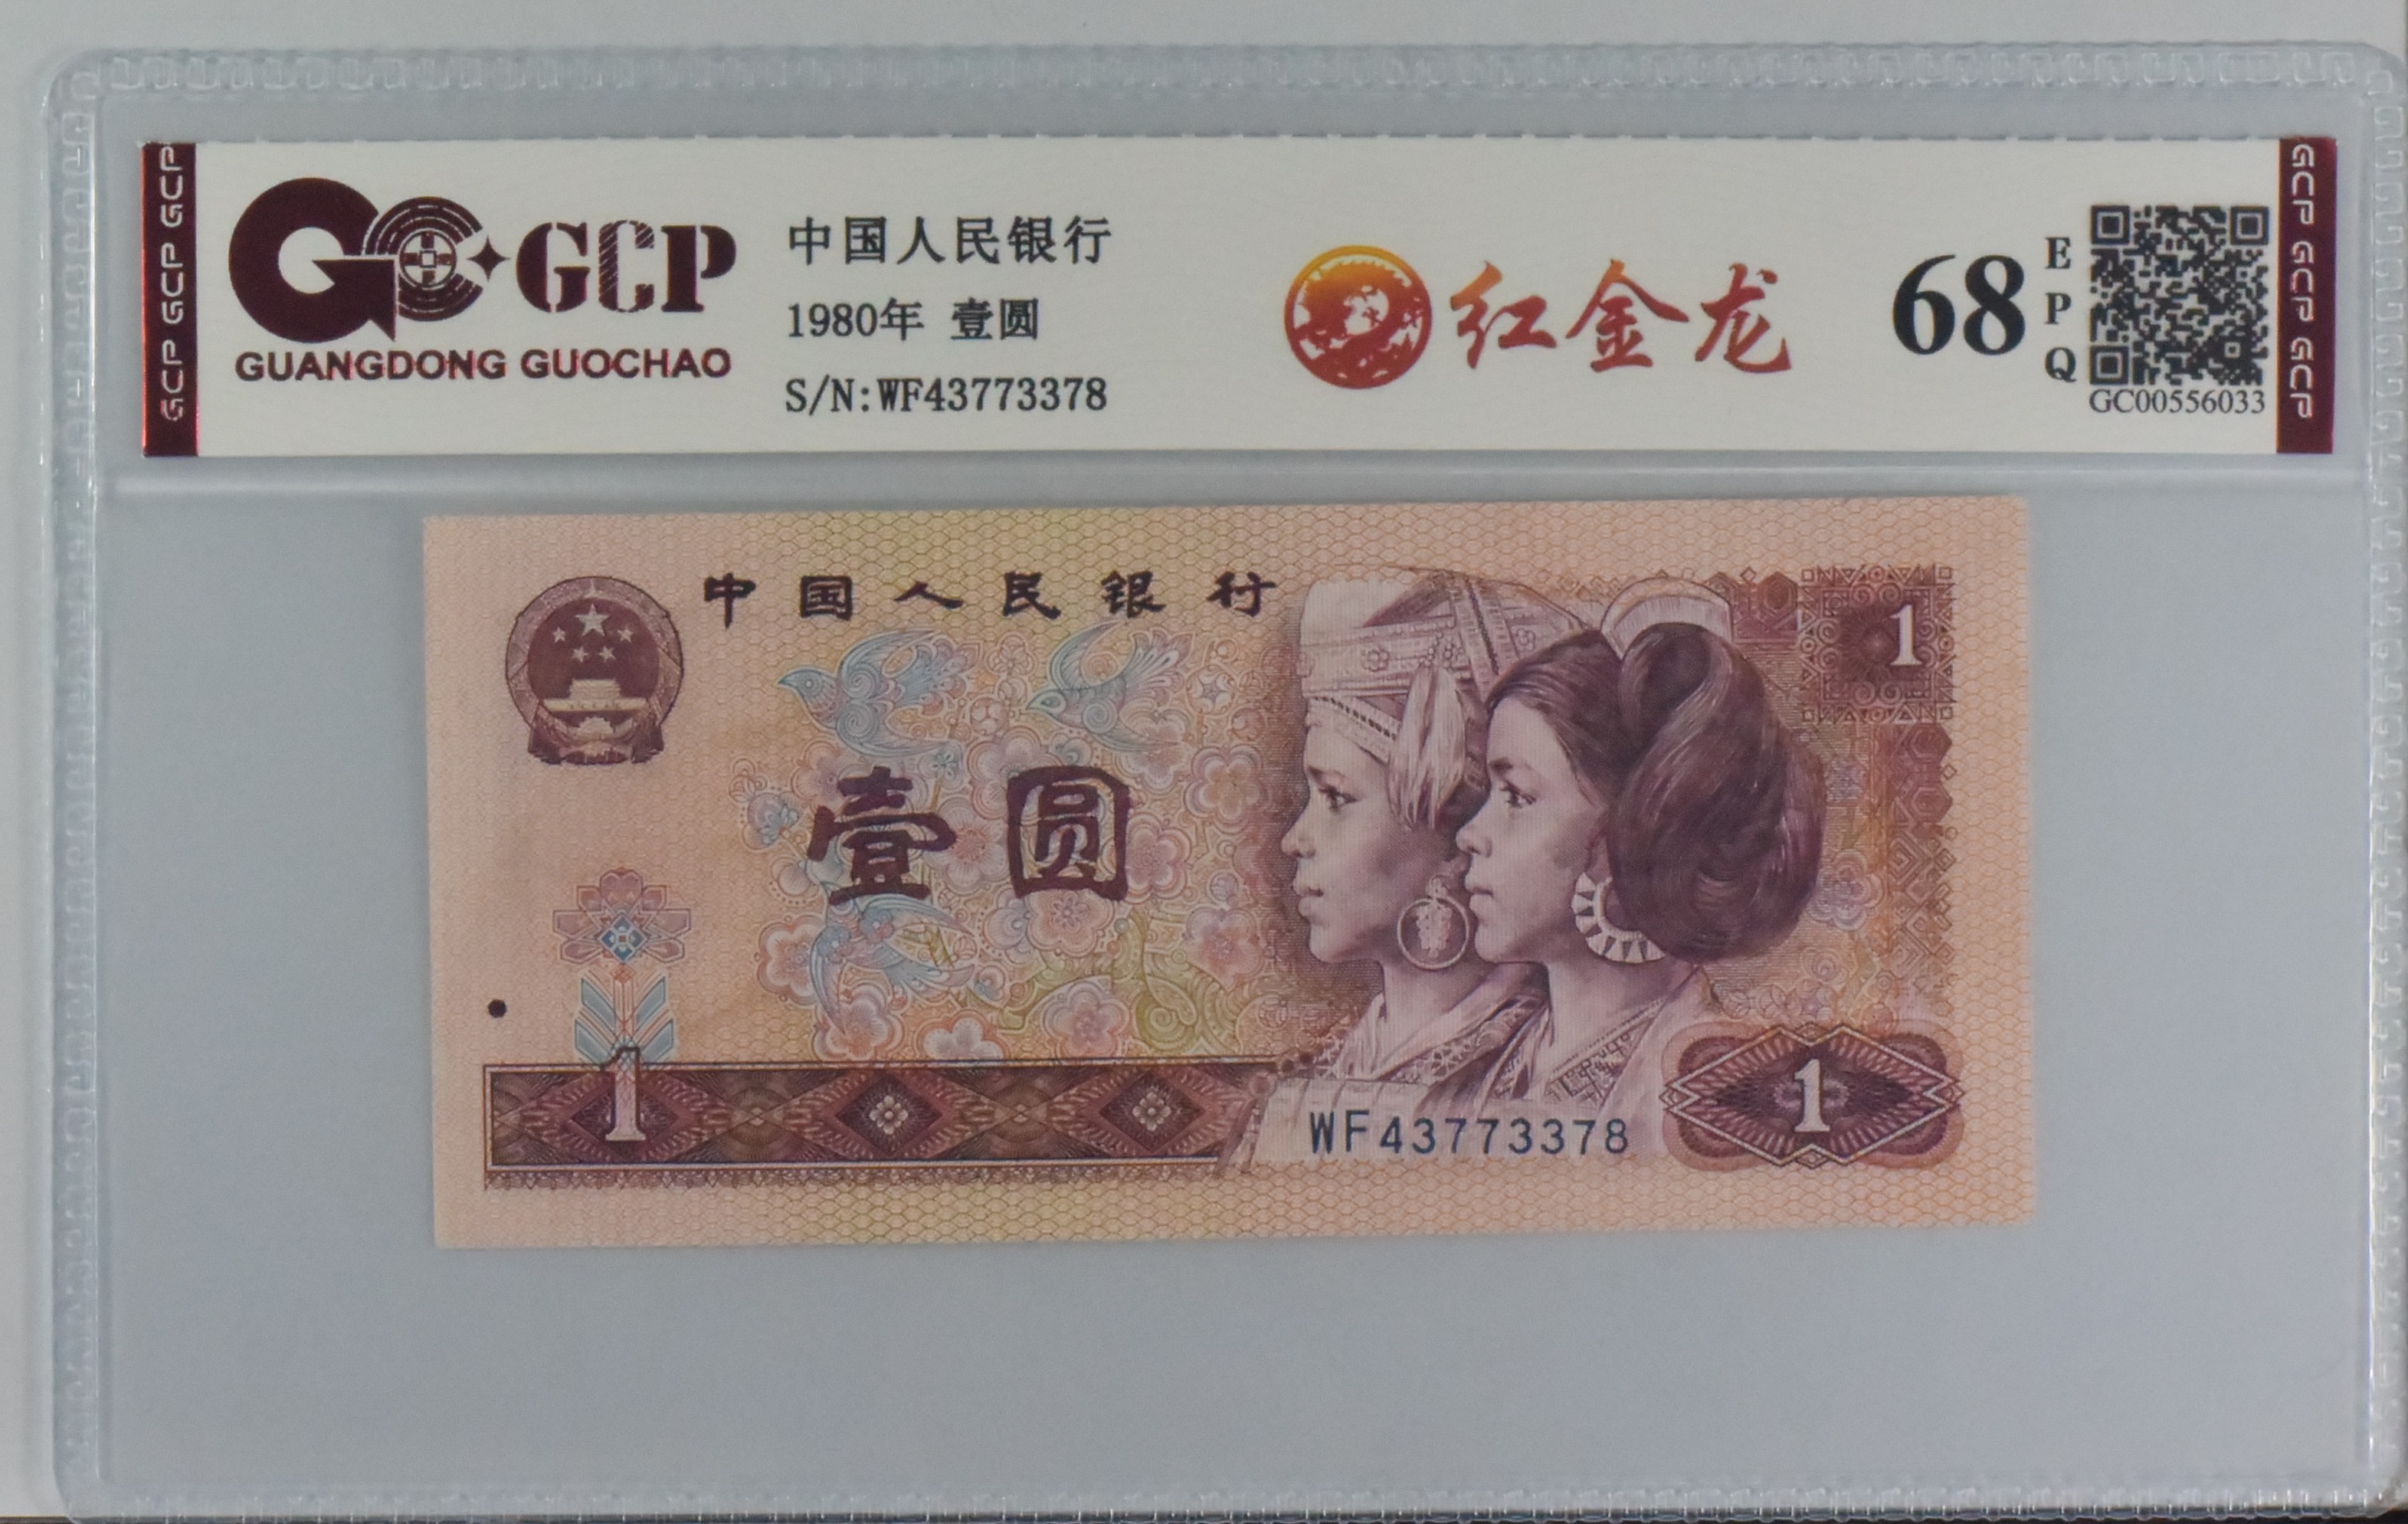 GCP GCP GCP
GCP
GUANGDONG GUOCHAO
中国人民银行
1980年 壹圆
S/N:WF43773378
红金龙
68
E
P
Q
GC00556033
GCP GCP GCP
中国人民银行
1
壹圆
1
WF43773378
1